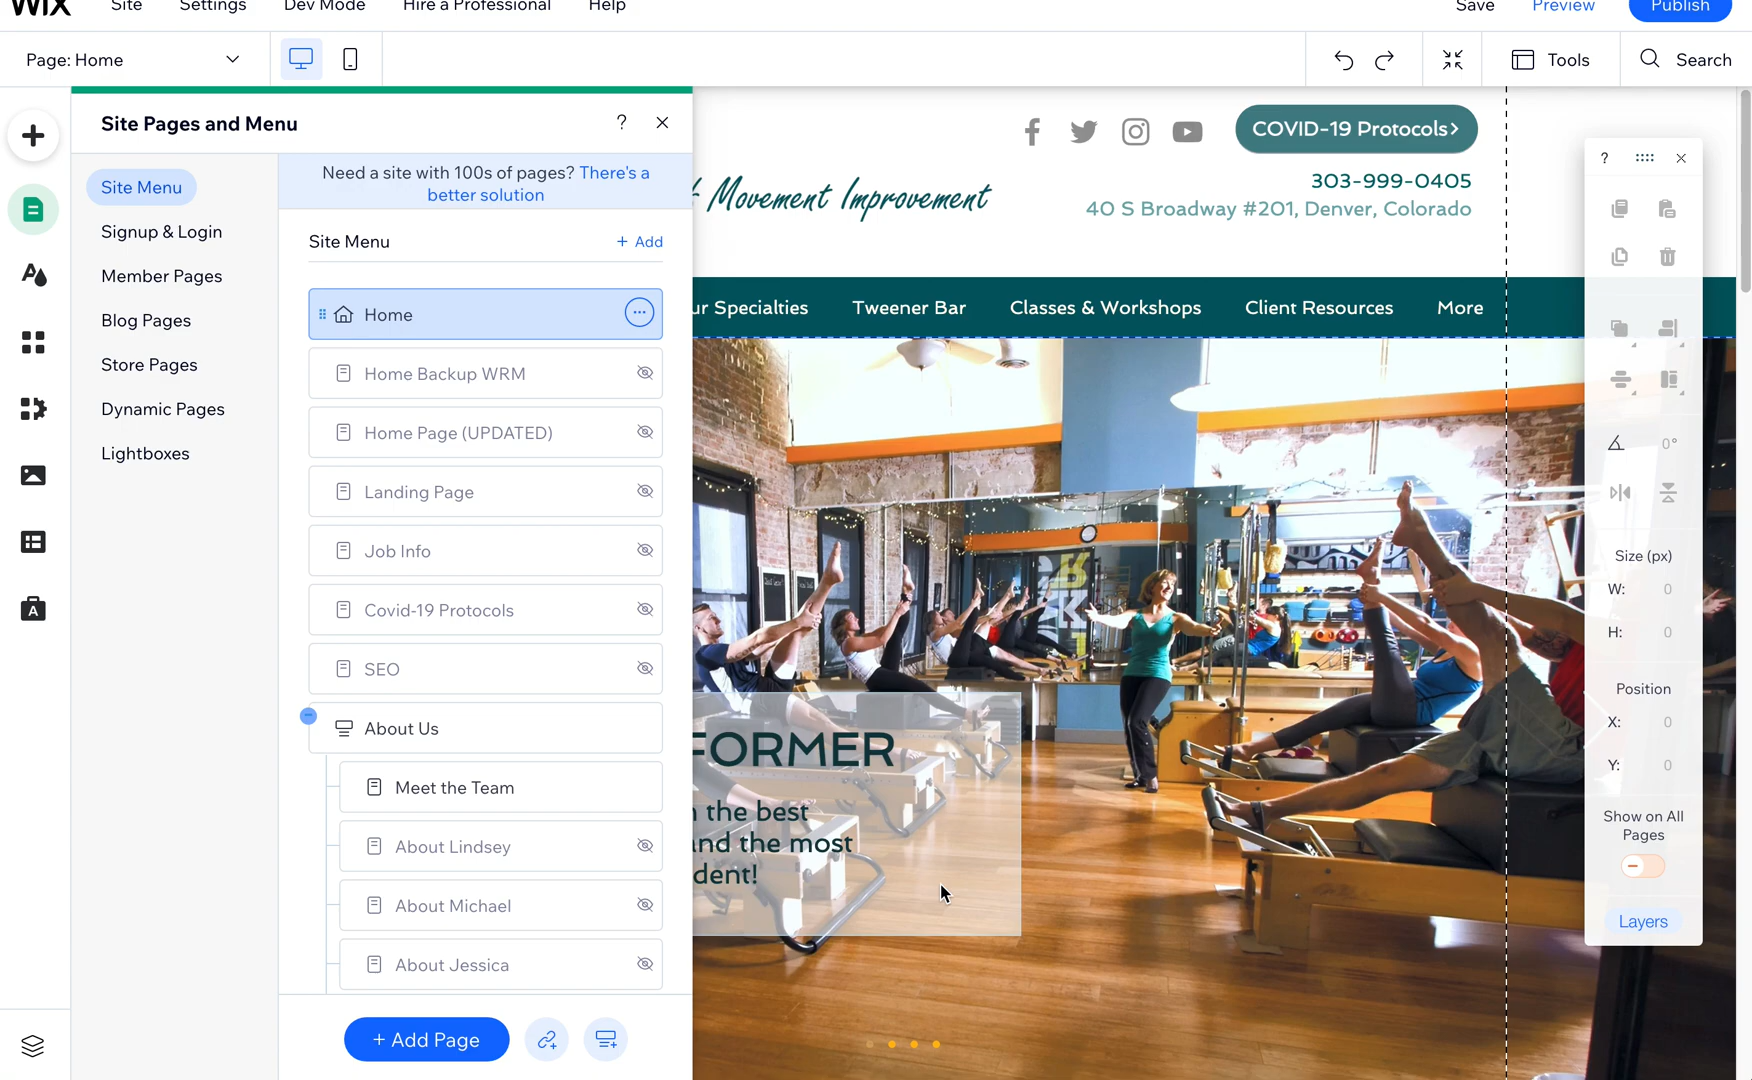 WIX Site Settings Dev Mode Hire a Professional Help Save Preview Publish
Page: Home Tools Search
Site Pages and Menu ?
Site Menu
Signup & Login
Member Pages
Blog Pages
Store Pages
Dynamic Pages
Lightboxes
Need a site with 100s of pages? There's a
better solution
Site Menu + Add
Home
Home Backup WRM
Home Page (UPDATED)
Landing Page
Job Info
Covid-19 Protocols
SEO
About Us
Meet the Team
About Lindsey
About Michael
About Jessica
+ Add Page
COVID-19 Protocols>
Movement Improvement
303-999-0405
40 S Broadway #201, Denver, Colorado
ur Specialties Tweener Bar Classes & Workshops Client Resources More
FORMER
the best
and the most
dent!
?
0°
Size (px)
W: 0
H: 0
Position
X: 0
Y: 0
Show on All
Pages
Layers